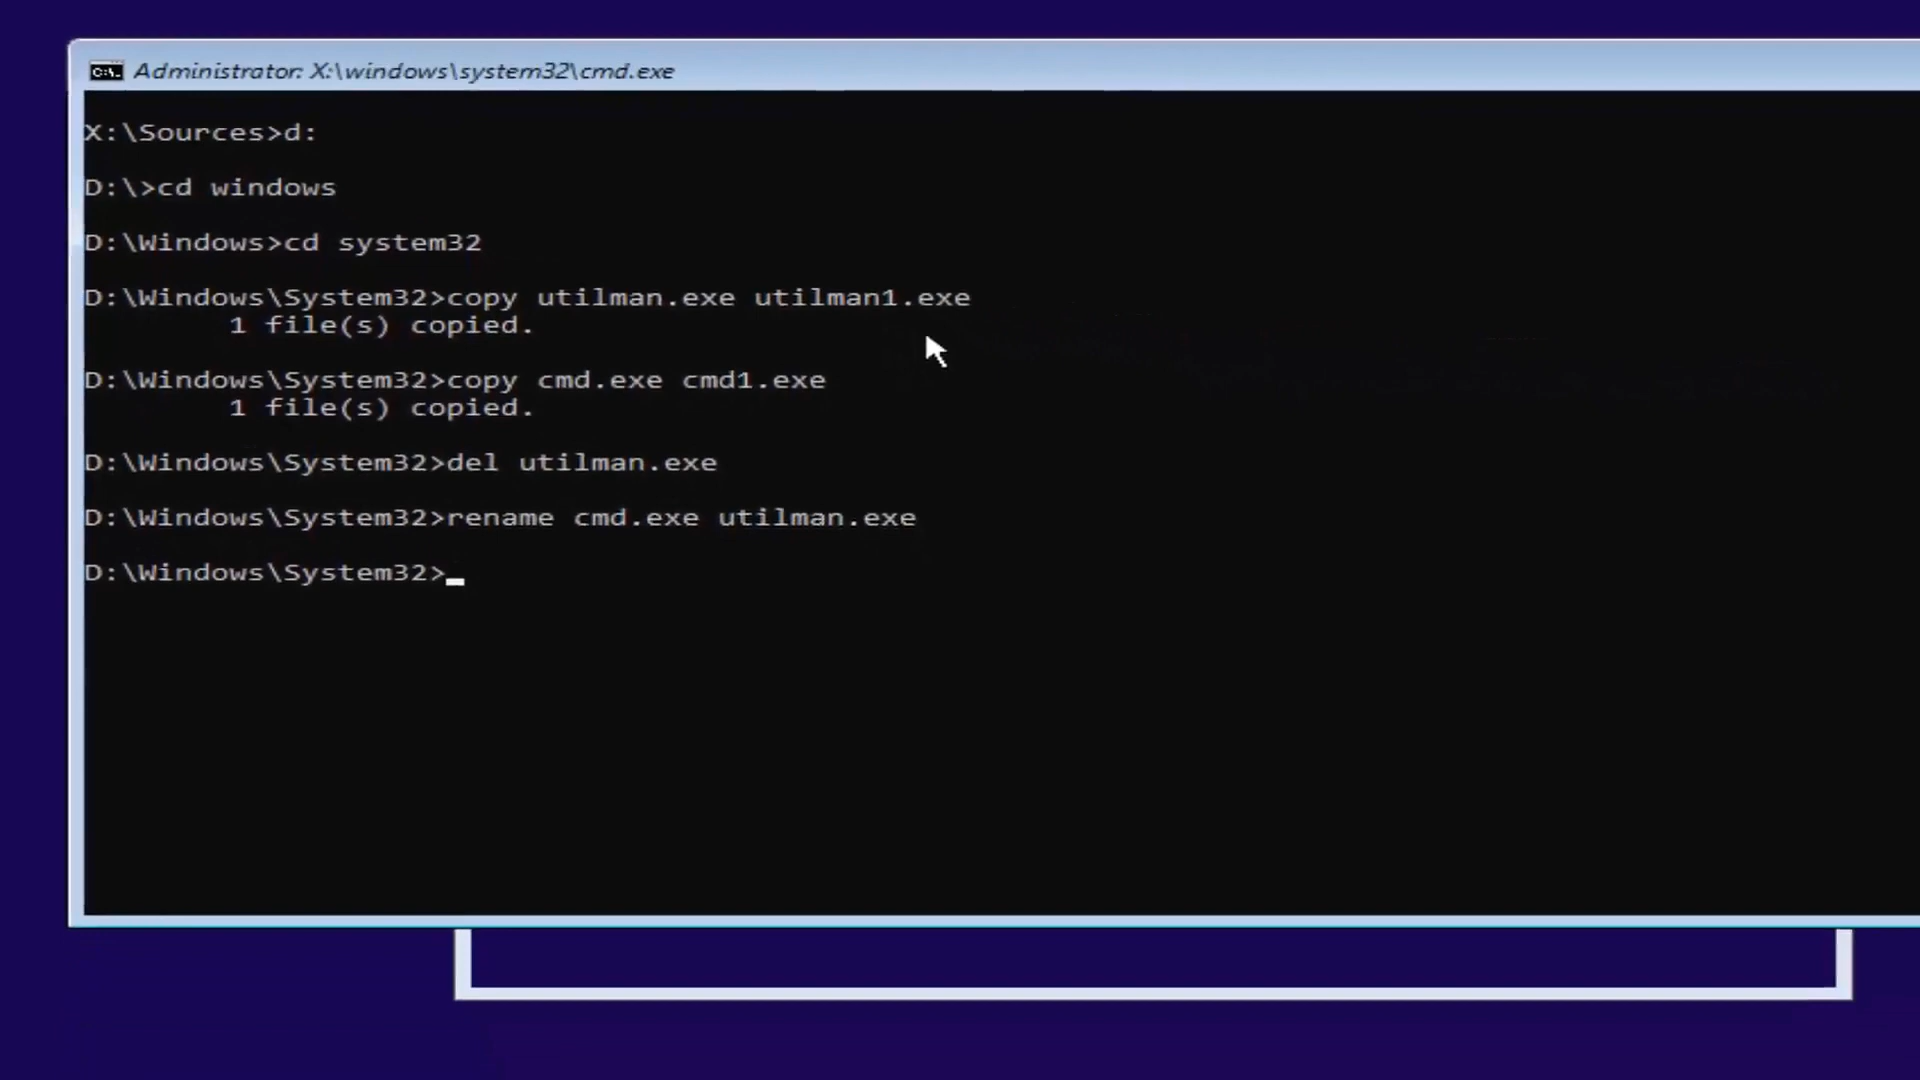 Administrator: X:\windows\system32\cmd.exe
X:\Sources>d:
D:\>cd windows
D:\Windows>cd system32
D:\Windows\System32>copy utilman.exe utilman1.exe
1 file(s) copied.
D:\Windows\System32>copy cmd.exe cmd1.exe
1 file(s) copied.
D:\Windows\System32>del utilman.exe
D:\Windows\System32>rename cmd.exe utilman.exe
D:\Windows\System32>